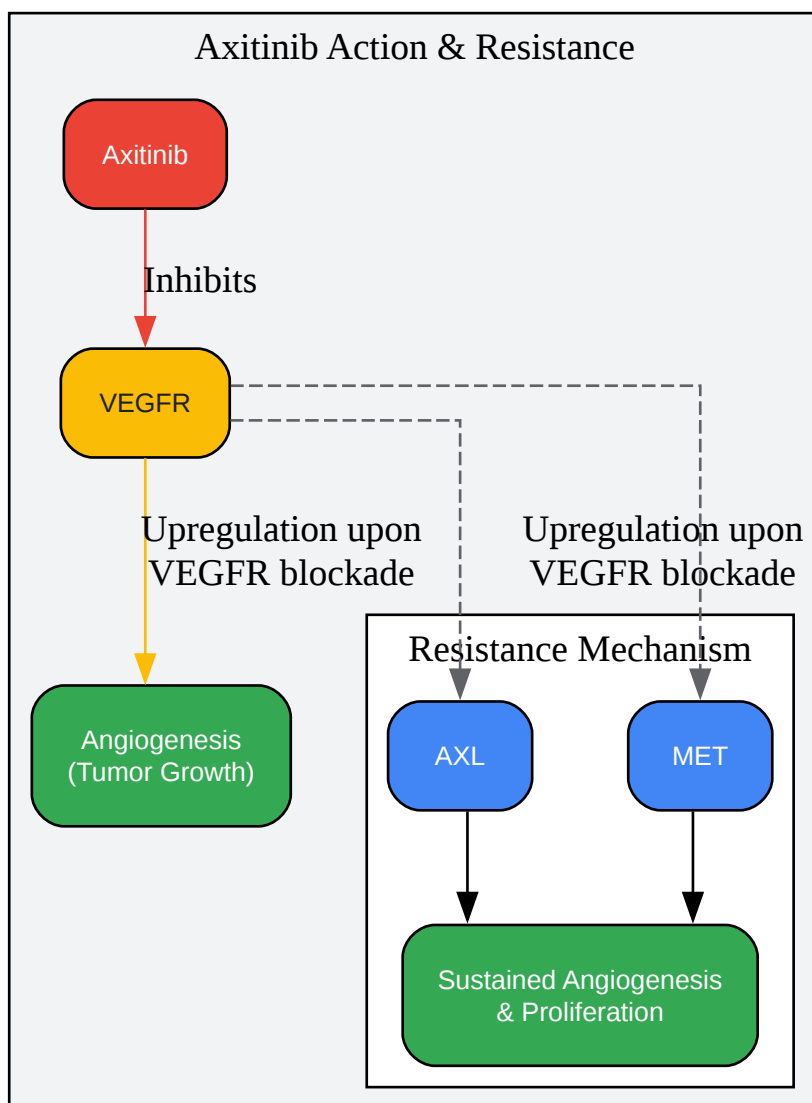 Axitinib Action & Resistance
Axitinib
Inhibits
VEGFR
Upregulation upon
VEGFR blockade
Upregulation upon
VEGFR blockade
Resistance Mechanism
Angiogenesis
(Tumor Growth)
AXL
MET
Sustained Angiogenesis
& Proliferation